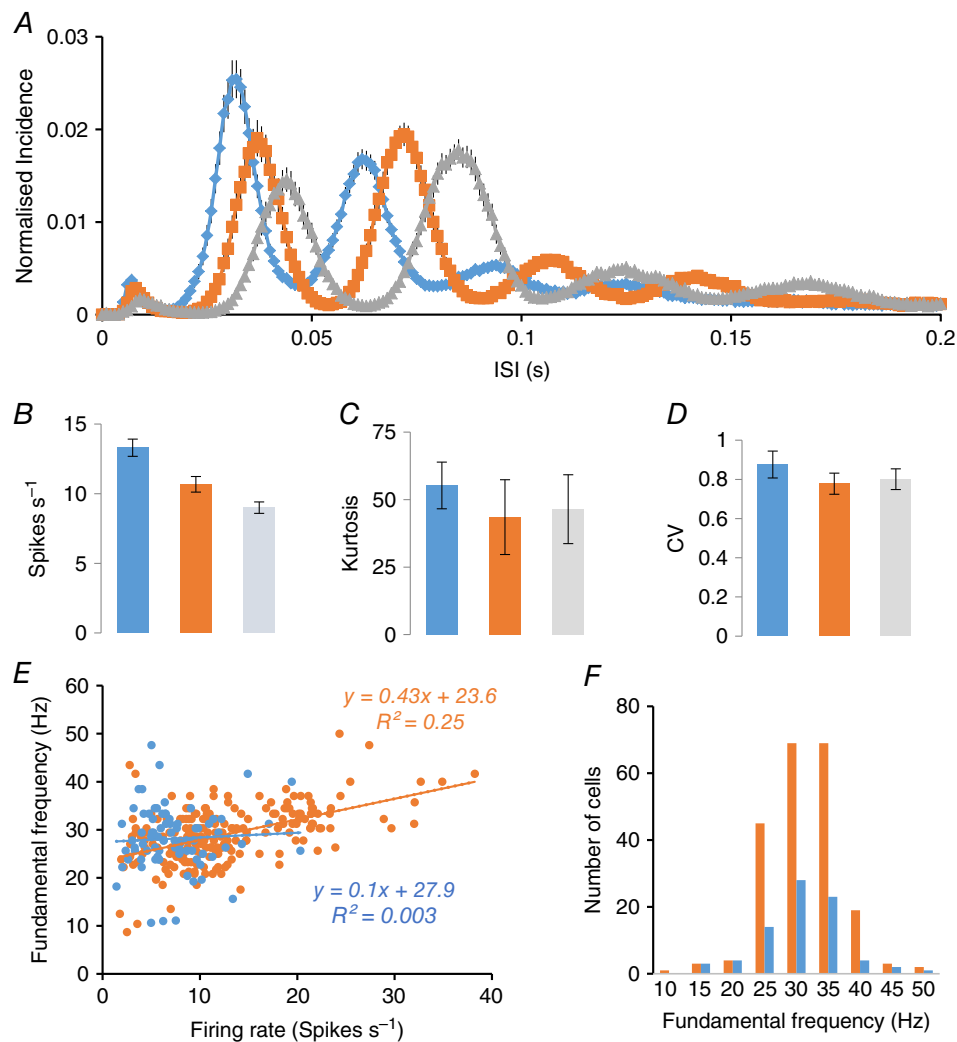 A
0.03
0.02
0.01
0
Normalised Incidence
0
0.05
0.1
0.15
0.2
ISI (s)
B
15
10
5
0
Spikes s⁻¹
C
75
50
25
0
Kurtosis
D
1
0.8
0.6
0.4
0.2
0
CV
E
60
50
40
30
20
10
0
Fundamental frequency (Hz)
y = 0.43x + 23.6
R² = 0.25
y = 0.1x + 27.9
R² = 0.003
0 10 20 30 40
Firing rate (Spikes s⁻¹)
F
80
60
40
20
0
Number of cells
10 15 20 25 30 35 40 45 50
Fundamental frequency (Hz)